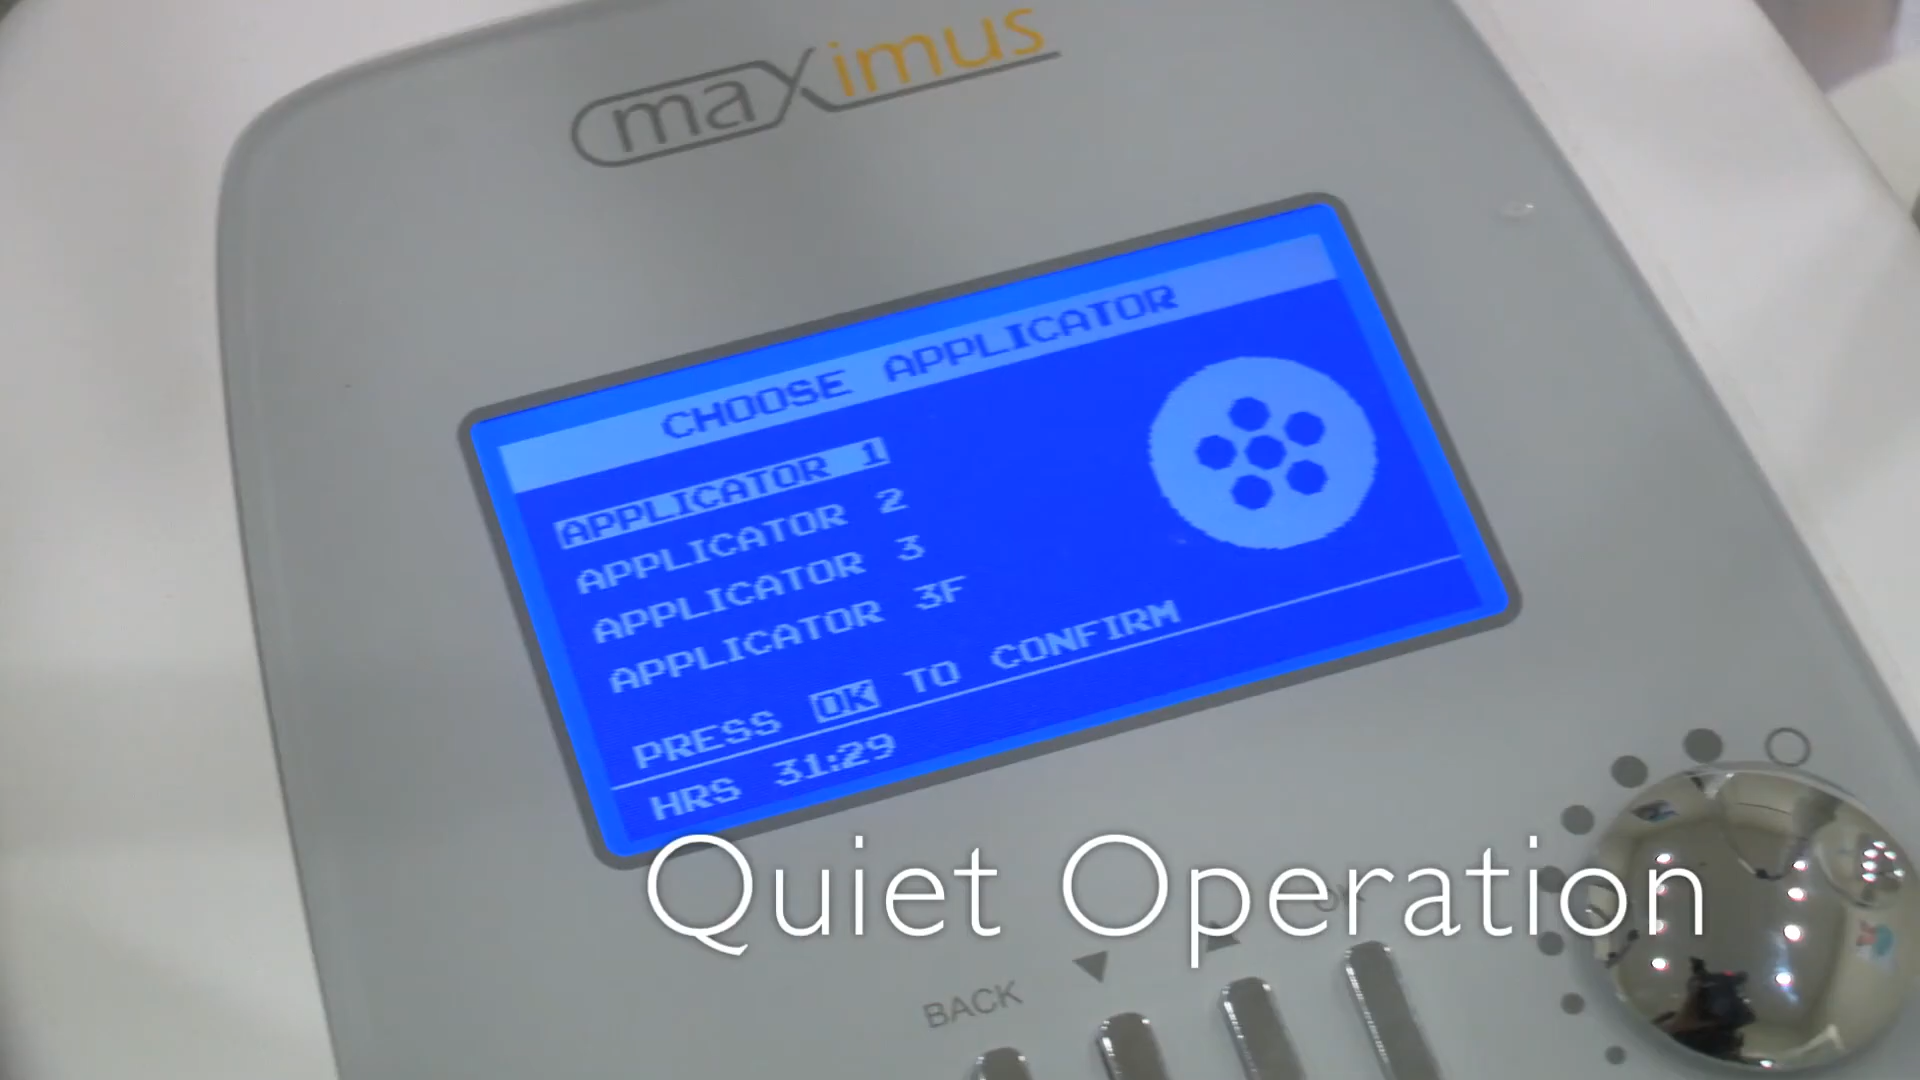 maximus
CHOOSE APPLICATOR
APPLICATOR 1
APPLICATOR 2
APPLICATOR 3
APPLICATOR 3F
PRESS OK TO CONFIRM
HRS 31:29
Quiet Operation
OK
BACK